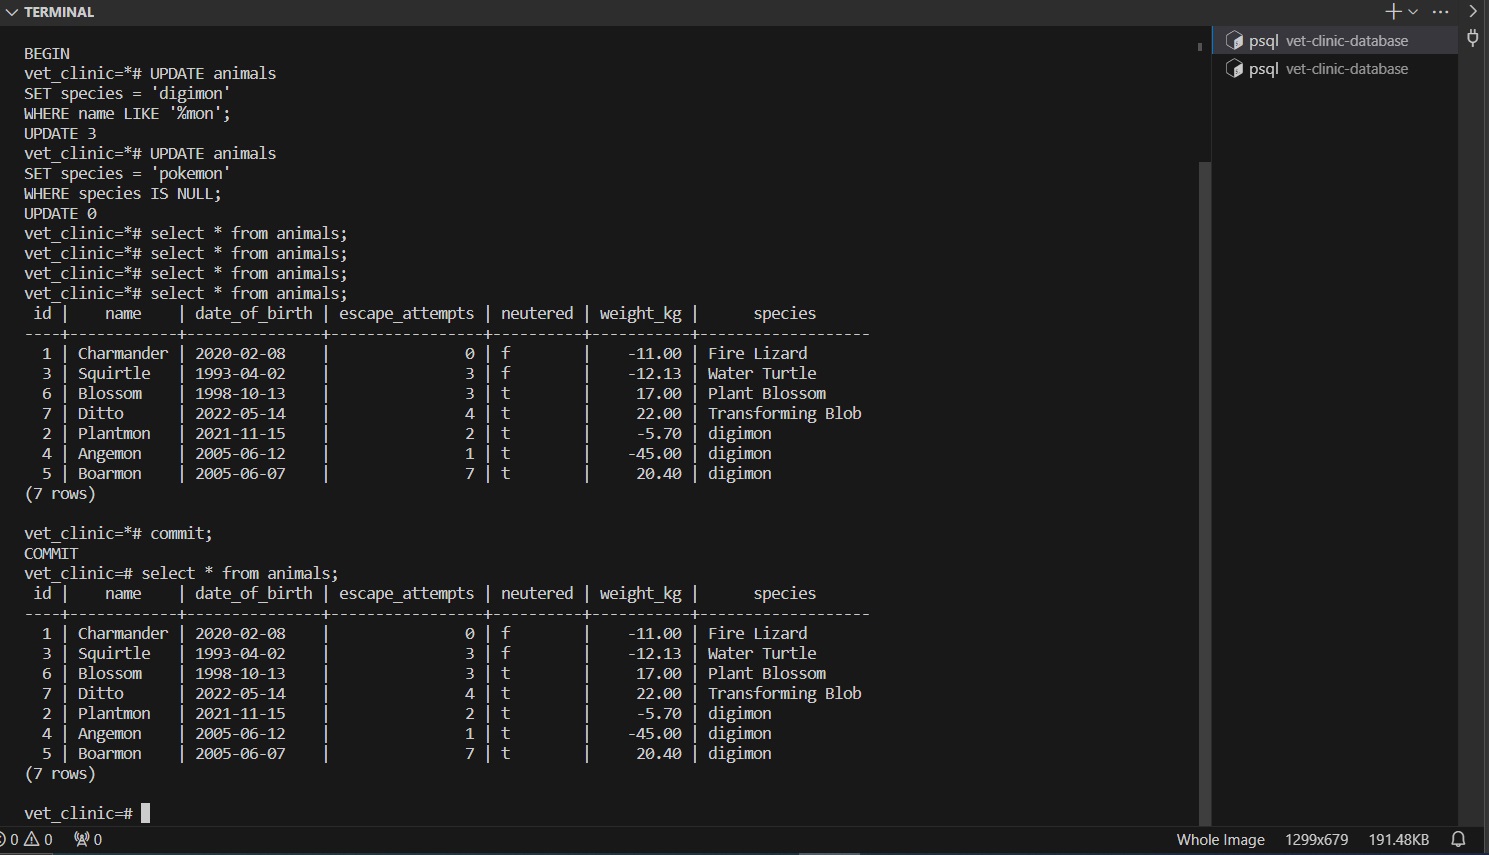 TERMINAL
BEGIN
vet_clinic=*# UPDATE animals
SET species = 'digimon'
WHERE name LIKE '%mon';
UPDATE 3
vet_clinic=*# UPDATE animals
SET species = 'pokemon'
WHERE species IS NULL;
UPDATE 0
vet_clinic=*# select * from animals;
vet_clinic=*# select * from animals;
vet_clinic=*# select * from animals;
vet_clinic=*# select * from animals;
 id |    name    | date_of_birth | escape_attempts | neutered | weight_kg |      species
----+------------+---------------+-----------------+----------+-----------+-------------------
  1 | Charmander | 2020-02-08    |               0 | f        |    -11.00 | Fire Lizard
  3 | Squirtle   | 1993-04-02    |               3 | f        |    -12.13 | Water Turtle
  6 | Blossom    | 1998-10-13    |               3 | t        |     17.00 | Plant Blossom
  7 | Ditto      | 2022-05-14    |               4 | t        |     22.00 | Transforming Blob
  2 | Plantmon   | 2021-11-15    |               2 | t        |     -5.70 | digimon
  4 | Angemon    | 2005-06-12    |               1 | t        |    -45.00 | digimon
  5 | Boarmon    | 2005-06-07    |               7 | t        |     20.40 | digimon
(7 rows)
vet_clinic=*# commit;
COMMIT
vet_clinic=# select * from animals;
 id |    name    | date_of_birth | escape_attempts | neutered | weight_kg |      species
----+------------+---------------+-----------------+----------+-----------+-------------------
  1 | Charmander | 2020-02-08    |               0 | f        |    -11.00 | Fire Lizard
  3 | Squirtle   | 1993-04-02    |               3 | f        |    -12.13 | Water Turtle
  6 | Blossom    | 1998-10-13    |               3 | t        |     17.00 | Plant Blossom
  7 | Ditto      | 2022-05-14    |               4 | t        |     22.00 | Transforming Blob
  2 | Plantmon   | 2021-11-15    |               2 | t        |     -5.70 | digimon
  4 | Angemon    | 2005-06-12    |               1 | t        |    -45.00 | digimon
  5 | Boarmon    | 2005-06-07    |               7 | t        |     20.40 | digimon
(7 rows)
vet_clinic=#
psql vet-clinic-database
psql vet-clinic-database
0 0 0 Whole Image 1299x679 191.48KB